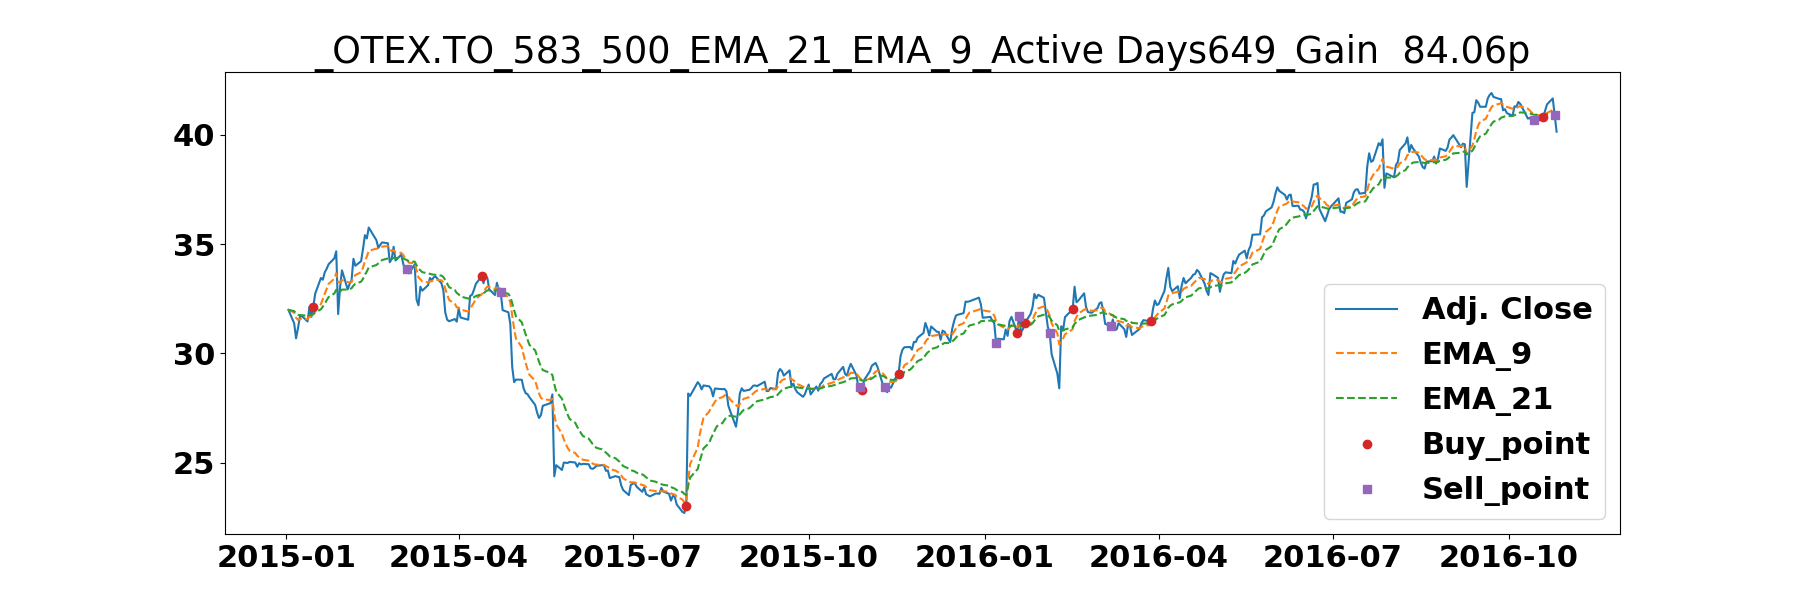 _OTEX.TO_583_500_EMA_21_EMA_9_Active Days649_Gain  84.06p
40
35
30
25
2015-01 2015-04 2015-07 2015-10 2016-01 2016-04 2016-07 2016-10
Adj. Close
EMA_9
EMA_21
Buy_point
Sell_point